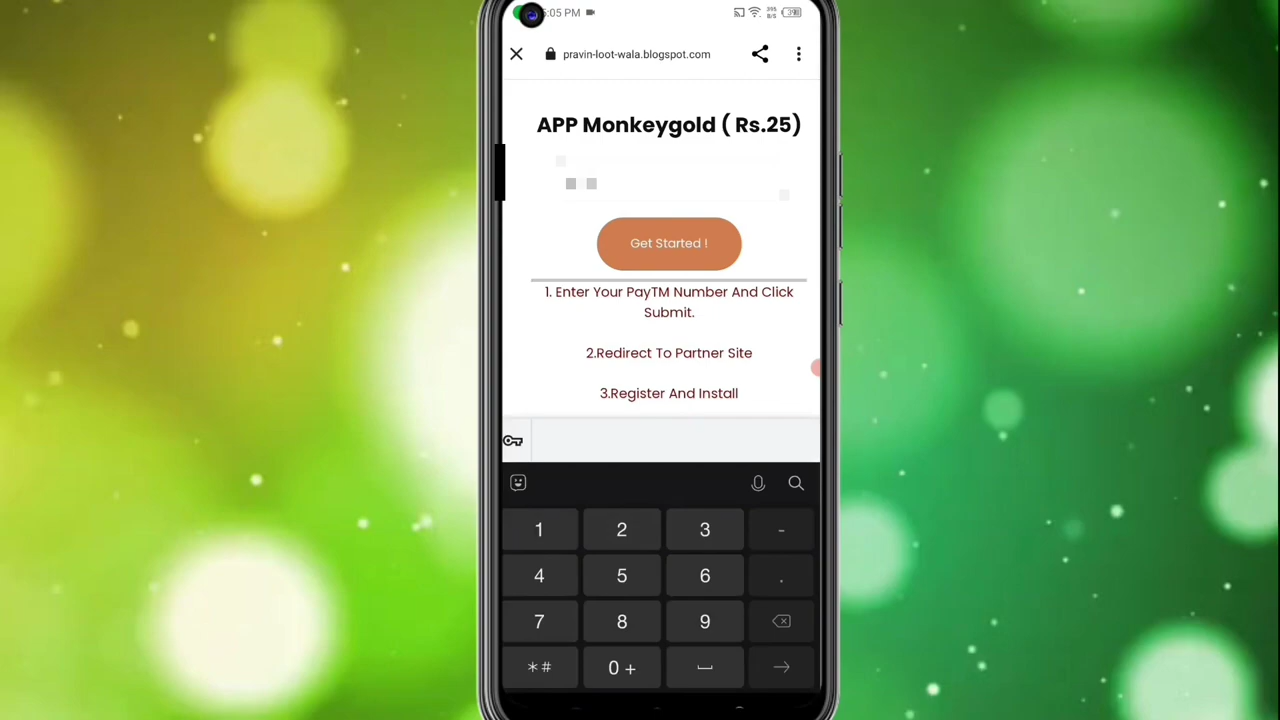 5:05 PM
pravin-loot-wala.blogspot.com
APP Monkeygold ( Rs.25)
Get Started !
1. Enter Your PayTM Number And Click
Submit.
2.Redirect To Partner Site
3.Register And Install
1 2 3 -
4 5 6 .
7 8 9
*# 0 +